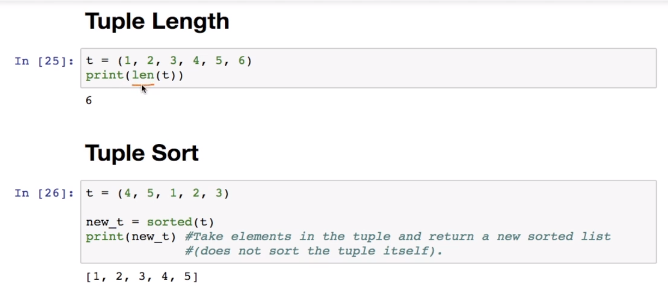 Tuple Length
In [25]: t = (1, 2, 3, 4, 5, 6)
print(len(t))
6
Tuple Sort
In [26]: t = (4, 5, 1, 2, 3)
new_t = sorted(t)
print(new_t) #Take elements in the tuple and return a new sorted list
#(does not sort the tuple itself).
[1, 2, 3, 4, 5]